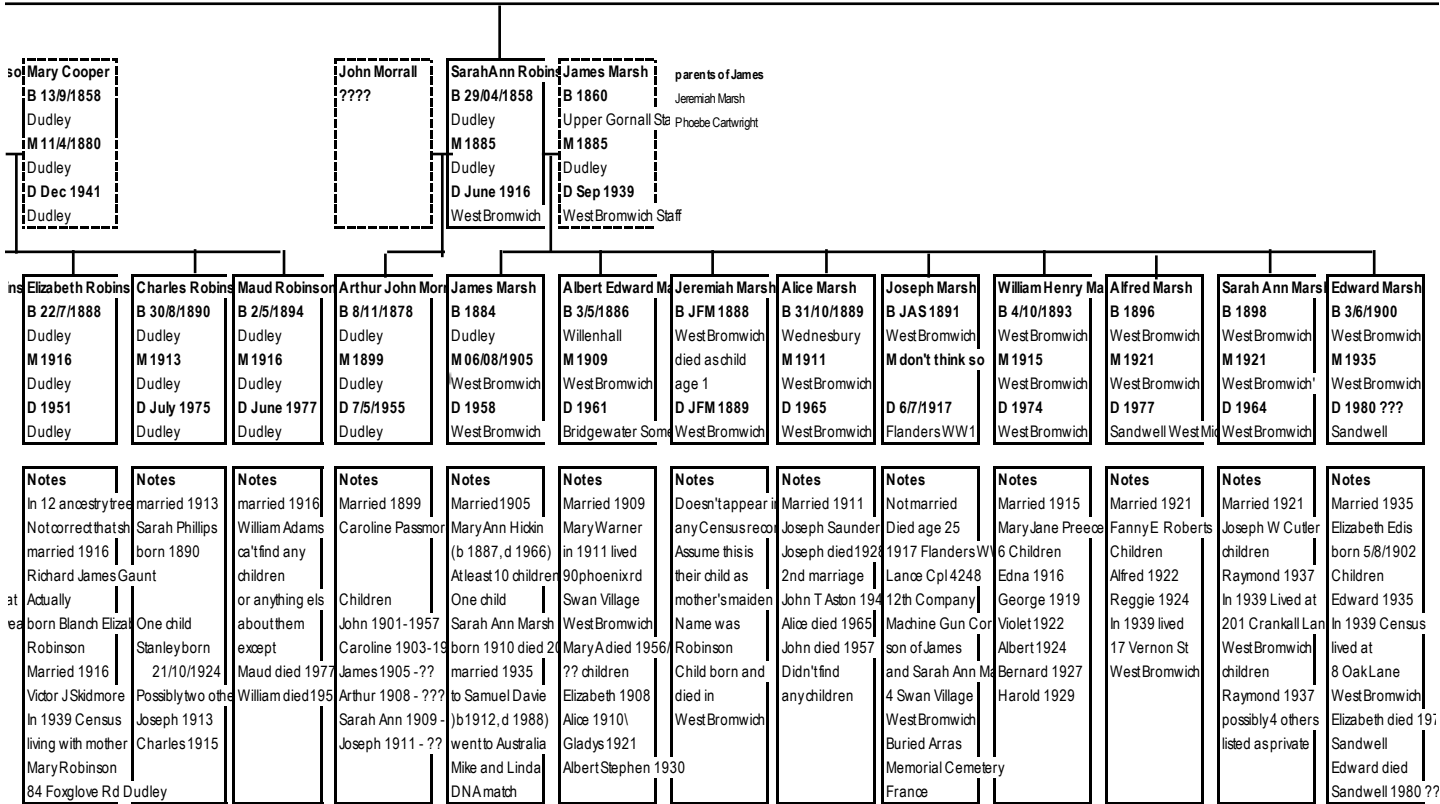 so
Mary Cooper
B 13/9/1858
Dudley
M 11/4/1880
Dudley
D Dec 1941
Dudley
John Morrall
????
SarahAnn Robins
B 29/04/1858
Dudley
M 1885
Dudley
D June 1916
West Bromwich
James Marsh
B 1860
Upper Gornall Sta
M 1885
Dudley
D Sep 1939
West Bromwich Staff
parents of James
Jeremiah Marsh
Phoebe Cartwright
ins
Elizabeth Robins
B 22/7/1888
Dudley
M 1916
Dudley
D 1951
Dudley
Charles Robins
B 30/8/1890
Dudley
M 1913
Dudley
D July 1975
Dudley
Maud Robinson
B 2/5/1894
Dudley
M 1916
Dudley
D June 1977
Dudley
Arthur John Morr
B 8/11/1878
Dudley
M 1899
Dudley
D 7/5/1955
Dudley
James Marsh
B 1884
Dudley
M 06/08/1905
West Bromwich
D 1958
West Bromwich
Albert Edward Ma
B 3/5/1886
Willenhall
M 1909
West Bromwich
D 1961
Bridgewater Some
Jeremiah Marsh
B JFM 1888
West Bromwich
died as child
age 1
D JFM 1889
West Bromwich
Alice Marsh
B 31/10/1889
Wednesbury
M 1911
West Bromwich
D 1965
West Bromwich
Joseph Marsh
B JAS 1891
West Bromwich
M don't think so
D 6/7/1917
Flanders WW1
William Henry Ma
B 4/10/1893
West Bromwich
M 1915
West Bromwich
D 1974
West Bromwich
Alfred Marsh
B 1896
West Bromwich
M 1921
West Bromwich
D 1977
Sandwell West Mid
Sarah Ann Marsh
B 1898
West Bromwich
M 1921
West Bromwich'
D 1964
West Bromwich
Edward Marsh
B 3/6/1900
West Bromwich
M 1935
West Bromwich
D 1980 ???
Sandwell
at
Notes
In 12 ancestry tree
Not correct that sh
married 1916
Richard James Gaunt
Actually
born Blanch Elizab
Robinson
Married 1916
Victor J Skidmore
In 1939 Census
living with mother
Mary Robinson
84 Foxglove Rd Dudley
Notes
married 1913
Sarah Phillips
born 1890
One child
Stanley born
21/10/1924
Possibly two othe
Joseph 1913
Charles 1915
Notes
married 1916
William Adams
ca't find any
children
or anything els
about them
except
Maud died 1977
William died 195
Notes
Married 1899
Caroline Passmor
Children
John 1901-1957
Caroline 1903-19
James 1905 -??
Arthur 1908 - ???
Sarah Ann 1909 -
Joseph 1911 - ??
Notes
Married 1905
Mary Ann Hickin
(b 1887, d 1966)
At least 10 children
One child
Sarah Ann Marsh
born 1910 died 20
married 1935
to Samuel Davie
)b1912, d 1988)
went to Australia
Mike and Linda
DNA match
Notes
Married 1909
Mary Warner
in 1911 lived
90 phoenix rd
Swan Village
West Bromwich
Mary A died 1956/
?? children
Elizabeth 1908
Alice 1910\
Gladys 1921
Albert Stephen 1930
Notes
Doesn't appear in
any Census recor
Assume this is
their child as
mother's maiden
Name was
Robinson
Child born and
died in
West Bromwich
Notes
Married 1911
Joseph Saunder
Joseph died 1928
2nd marriage
John T Aston 194
Alice died 1965
John died 1957
Didn't find
any children
Notes
Not married
Died age 25
1917 Flanders WW
Lance Cpl 4248
12th Company
Machine Gun Cor
son of James
and Sarah Ann Ma
4 Swan Village
West Bromwich
Buried Arras
Memorial Cemetery
France
Notes
Married 1915
Mary Jane Preece
6 Children
Edna 1916
George 1919
Violet 1922
Albert 1924
Bernard 1927
Harold 1929
Notes
Married 1921
Fanny E Roberts
Children
Alfred 1922
Reggie 1924
In 1939 lived
17 Vernon St
West Bromwich
Notes
Married 1921
Joseph W Cutler
children
Raymond 1937
In 1939 Lived at
201 Crankall Lan
West Bromwich
children
Raymond 1937
possibly 4 others
listed as private
Notes
Married 1935
Elizabeth Edis
born 5/8/1902
Children
Edward 1935
In 1939 Census
lived at
8 Oak Lane
West Bromwich
Elizabeth died 197
Sandwell
Edward died
Sandwell 1980 ??